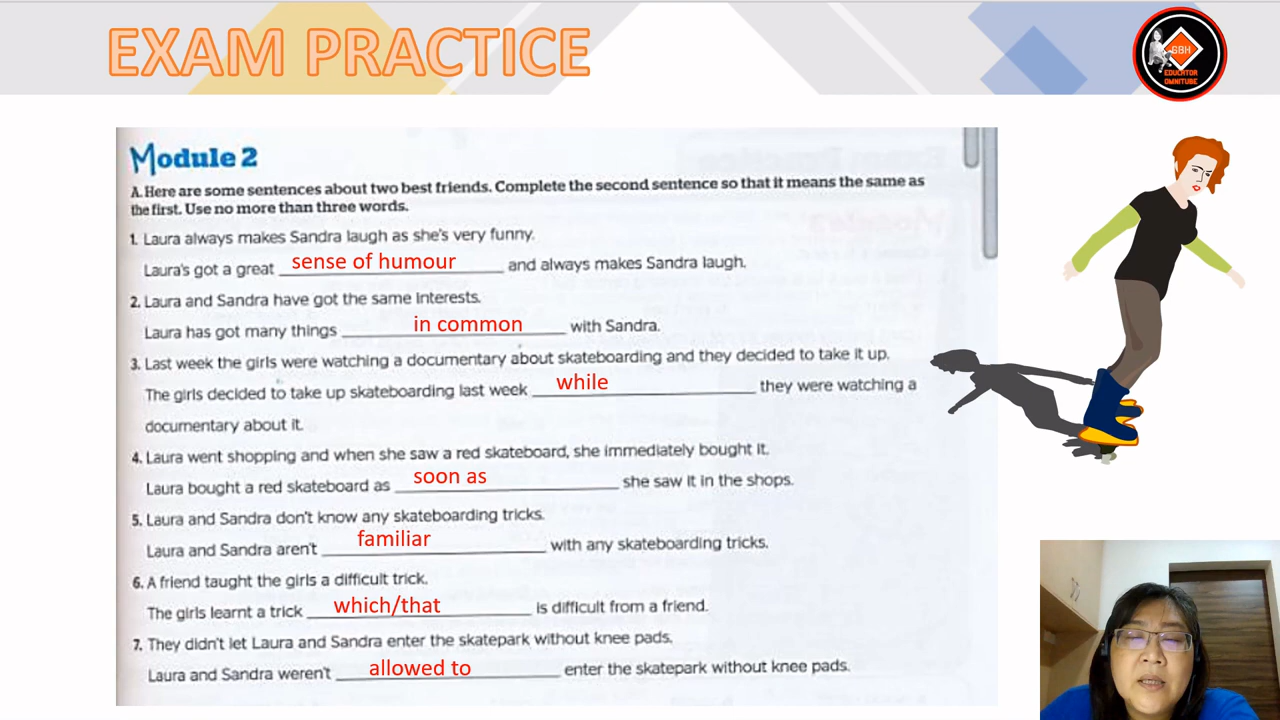 EXAM PRACTICE
GBH
EDUCATOR
OMNITUBE
Module 2
A. Here are some sentences about two best friends. Complete the second sentence so that it means the same as
the first. Use no more than three words.
1. Laura always makes Sandra laugh as she's very funny.
Laura's got a great sense of humour and always makes Sandra laugh.
2. Laura and Sandra have got the same interests.
Laura has got many things in common with Sandra.
3. Last week the girls were watching a documentary about skateboarding and they decided to take it up.
The girls decided to take up skateboarding last week while they were watching a
documentary about it.
4. Laura went shopping and when she saw a red skateboard, she immediately bought it.
Laura bought a red skateboard as soon as she saw it in the shops.
5. Laura and Sandra don't know any skateboarding tricks.
Laura and Sandra aren't familiar with any skateboarding tricks.
6. A friend taught the girls a difficult trick.
The girls learnt a trick which/that is difficult from a friend.
7. They didn't let Laura and Sandra enter the skatepark without knee pads.
Laura and Sandra weren't allowed to enter the skatepark without knee pads.